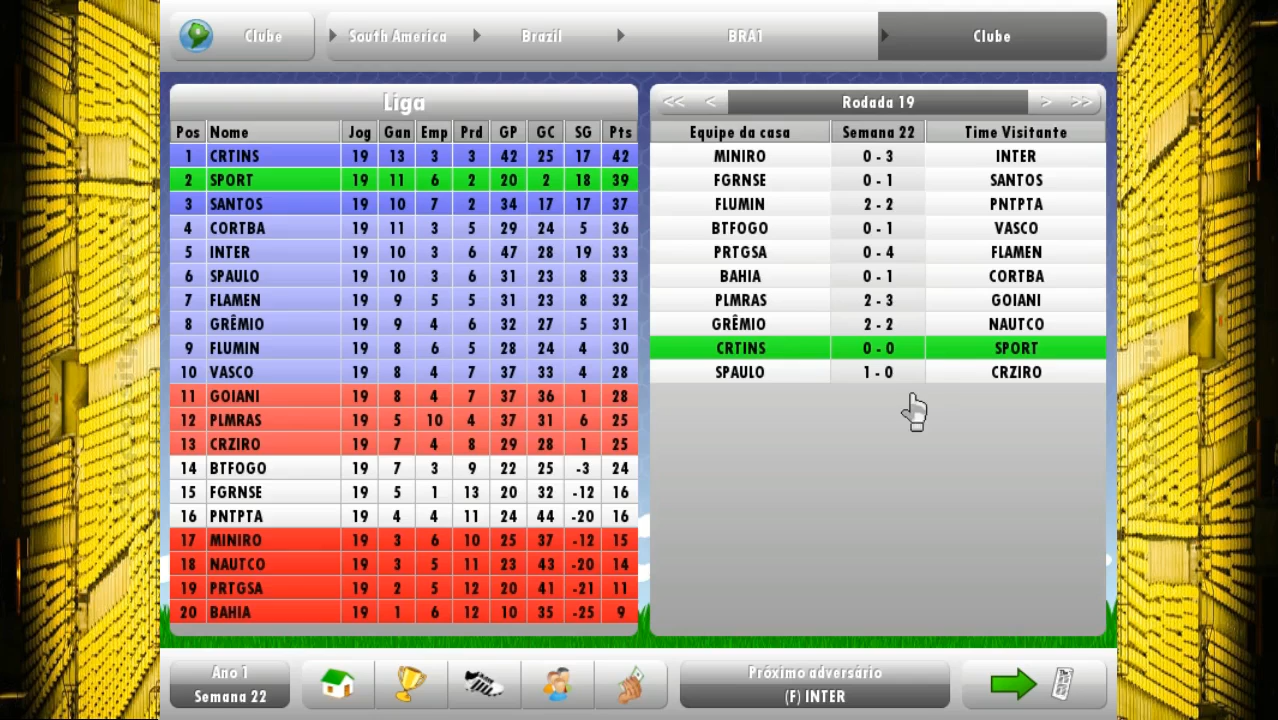 Clube South America Brazil BRA1 Clube
Liga
Pos Nome Jog Gan Emp Prd GP GC SG Pts
1 CRTINS 19 13 3 3 42 25 17 42
2 SPORT 19 11 6 2 20 2 18 39
3 SANTOS 19 10 7 2 34 17 17 37
4 CORTBA 19 11 3 5 29 24 5 36
5 INTER 19 10 3 6 47 28 19 33
6 SPAULO 19 10 3 6 31 23 8 33
7 FLAMEN 19 9 5 5 31 23 8 32
8 GRÊMIO 19 9 4 6 32 27 5 31
9 FLUMIN 19 8 6 5 28 24 4 30
10 VASCO 19 8 4 7 37 33 4 28
11 GOIANI 19 8 4 7 37 36 1 28
12 PLMRAS 19 5 10 4 37 31 6 25
13 CRZIRO 19 7 4 8 29 28 1 25
14 BTFOGO 19 7 3 9 22 25 -3 24
15 FGRNSE 19 5 1 13 20 32 -12 16
16 PNTPTA 19 4 4 11 24 44 -20 16
17 MINIRO 19 3 6 10 25 37 -12 15
18 NAUTCO 19 3 5 11 23 43 -20 14
19 PRTGSA 19 2 5 12 20 41 -21 11
20 BAHIA 19 1 6 12 10 35 -25 9
<< < Rodada 19 > >>
Equipe da casa Semana 22 Time Visitante
MINIRO 0 - 3 INTER
FGRNSE 0 - 1 SANTOS
FLUMIN 2 - 2 PNTPTA
BTFOGO 0 - 1 VASCO
PRTGSA 0 - 4 FLAMEN
BAHIA 0 - 1 CORTBA
PLMRAS 2 - 3 GOIANI
GRÊMIO 2 - 2 NAUTCO
CRTINS 0 - 0 SPORT
SPAULO 1 - 0 CRZIRO
Ano 1
Semana 22
Próximo adversário
(F) INTER